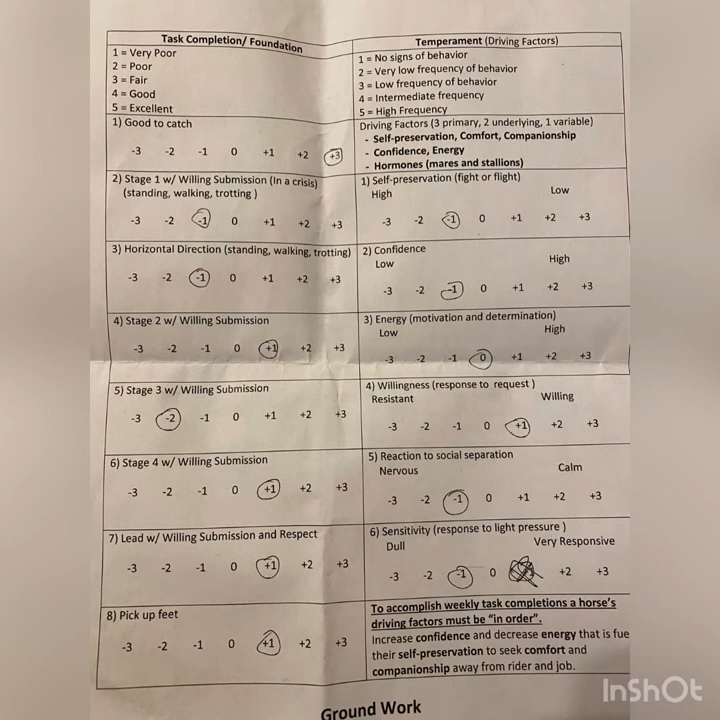 Task Completion/ Foundation
1 = Very Poor
2 = Poor
3 = Fair
4 = Good
5 = Excellent
1) Good to catch
-3 -2 -1 0 +1 +2 +3
2) Stage 1 w/ Willing Submission (In a crisis)
(standing, walking, trotting )
-3 -2 -1 0 +1 +2 +3
3) Horizontal Direction (standing, walking, trotting)
-3 -2 -1 0 +1 +2 +3
4) Stage 2 w/ Willing Submission
-3 -2 -1 0 +1 +2 +3
5) Stage 3 w/ Willing Submission
-3 -2 -1 0 +1 +2 +3
6) Stage 4 w/ Willing Submission
-3 -2 -1 0 +1 +2 +3
7) Lead w/ Willing Submission and Respect
-3 -2 -1 0 +1 +2 +3
8) Pick up feet
-3 -2 -1 0 +1 +2 +3
Temperament (Driving Factors)
1 = No signs of behavior
2 = Very low frequency of behavior
3 = Low frequency of behavior
4 = Intermediate frequency
5 = High Frequency
Driving Factors (3 primary, 2 underlying, 1 variable)
- Self-preservation, Comfort, Companionship
- Confidence, Energy
- Hormones (mares and stallions)
1) Self-preservation (fight or flight)
High Low
-3 -2 -1 0 +1 +2 +3
2) Confidence
Low High
-3 -2 -1 0 +1 +2 +3
3) Energy (motivation and determination)
Low High
-3 -2 -1 0 +1 +2 +3
4) Willingness (response to request )
Resistant Willing
-3 -2 -1 0 +1 +2 +3
5) Reaction to social separation
Nervous Calm
-3 -2 -1 0 +1 +2 +3
6) Sensitivity (response to light pressure )
Dull Very Responsive
-3 -2 -1 0 +2 +3
To accomplish weekly task completions a horse's
driving factors must be "in order".
Increase confidence and decrease energy that is fue
their self-preservation to seek comfort and
companionship away from rider and job.
Ground Work
InShOt